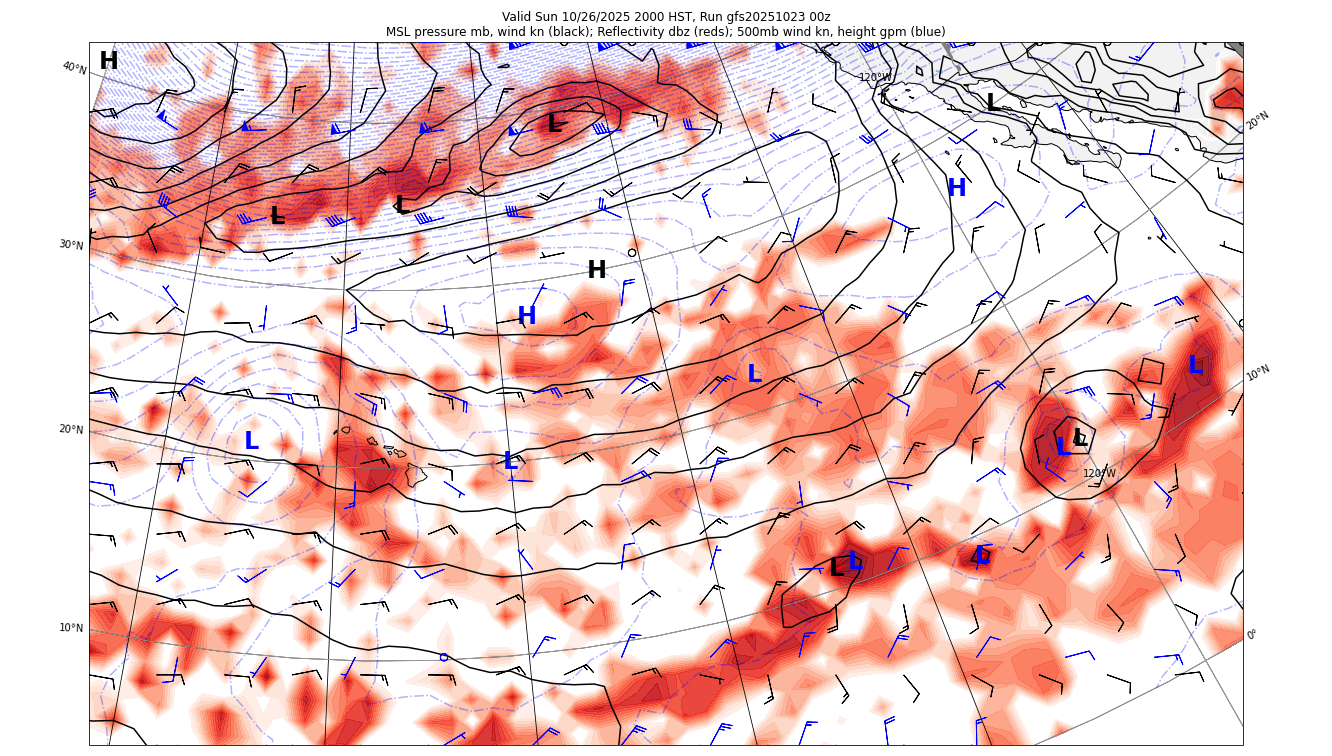 Valid Sun 10/26/2025 2000 HST, Run gfs20251023 00z
MSL pressure mb, wind kn (black); Reflectivity dbz (reds); 500mb wind kn, height gpm (blue)
H
40°N
120°W
L
20°N
L
H
L
L
30°N
H
H
L
L
10°N
20°N
L
L
L
L
120°W
L
L
L
10°N
0°